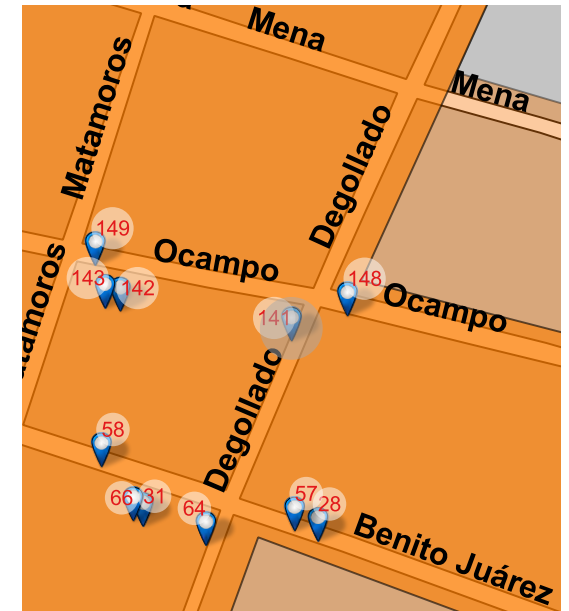 Mena
Mena
Matamoros
Degollado
149
Ocampo
143
142
148
Ocampo
141
tamoros
Degollado
58
66
31
64
57
28
Benito Juárez